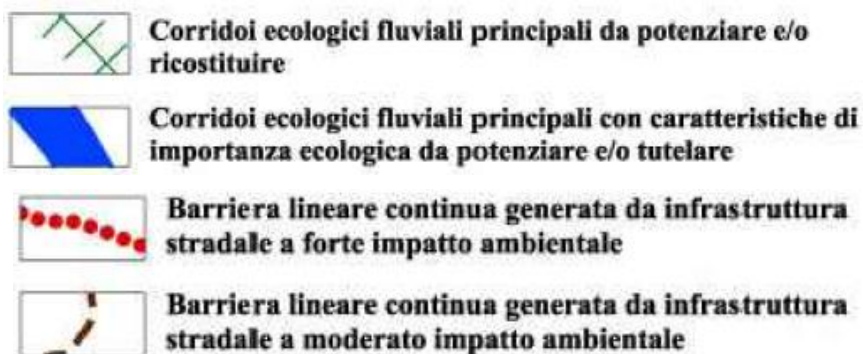 Corridoi ecologici fluviali principali da potenziare e/o
ricostituire
Corridoi ecologici fluviali principali con caratteristiche di
importanza ecologica da potenziare e/o tutelare
Barriera lineare continua generata da infrastruttura
stradale a forte impatto ambientale
Barriera lineare continua generata da infrastruttura
stradale a moderato impatto ambientale